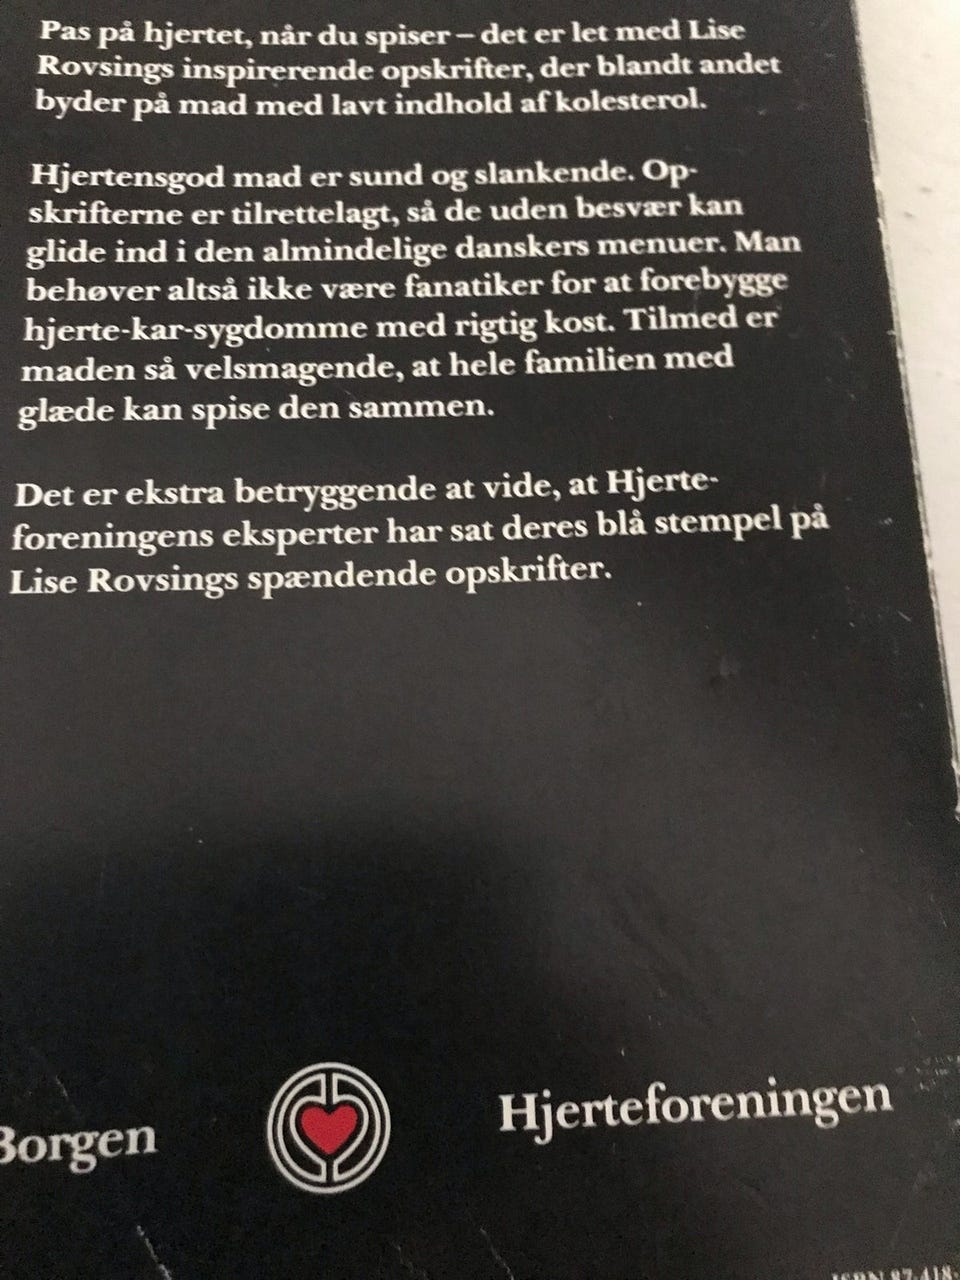 Pas på hjertet, når du spiser – det er let med Lise
Rovsings inspirerende opskrifter, der blandt andet
byder på mad med lavt indhold af kolesterol.
Hjertensgod mad er sund og slankende. Op-
skrifterne er tilrettelagt, så de uden besvær kan
glide ind i den almindelige danskers menuer. Man
behøver altså ikke være fanatiker for at forebygge
hjerte-kar-sygdomme med rigtig kost. Tilmed er
maden så velsmagende, at hele familien med
glæde kan spise den sammen.
Det er ekstra betryggende at vide, at Hjerte-
foreningens eksperter har sat deres blå stempel på
Lise Rovsings spændende opskrifter.
Borgen
Hjerteforeningen